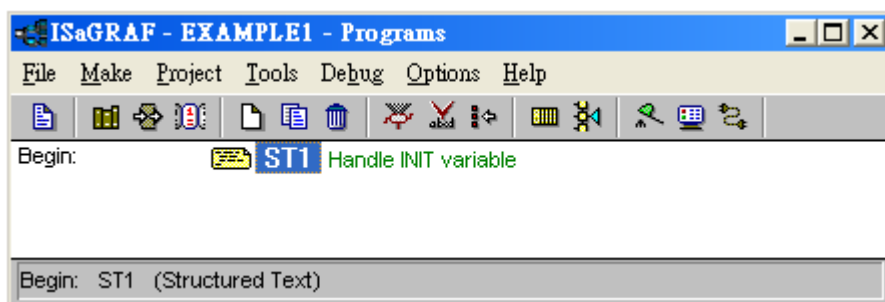 ISaGRAF - EXAMPLE1 - Programs
File Make Project Tools Debug Options Help
Begin: ST1 Handle INIT variable
Begin: ST1 (Structured Text)